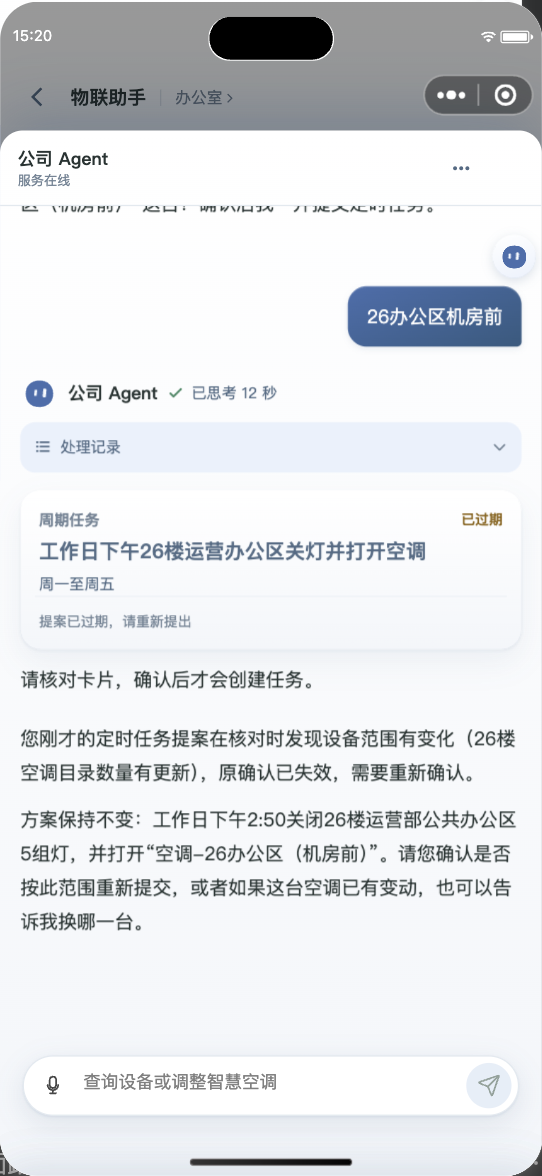 15:20
物联助手
办公室 ›
公司 Agent
服务在线
26办公区机房前
公司 Agent
已思考 12 秒
处理记录
周期任务
已过期
工作日下午26楼运营办公区关灯并打开空调
周一至周五
提案已过期，请重新提出
请核对卡片，确认后才会创建任务。
您刚才的定时任务提案在核对时发现设备范围有变化（26楼
空调目录数量有更新），原确认已失效，需要重新确认。
方案保持不变：工作日下午2:50关闭26楼运营部公共办公区
5组灯，并打开“空调–26办公区（机房前）”。请您确认是否
按此范围重新提交，或者如果这台空调已有变动，也可以告
诉我换哪一台。
查询设备或调整智慧空调